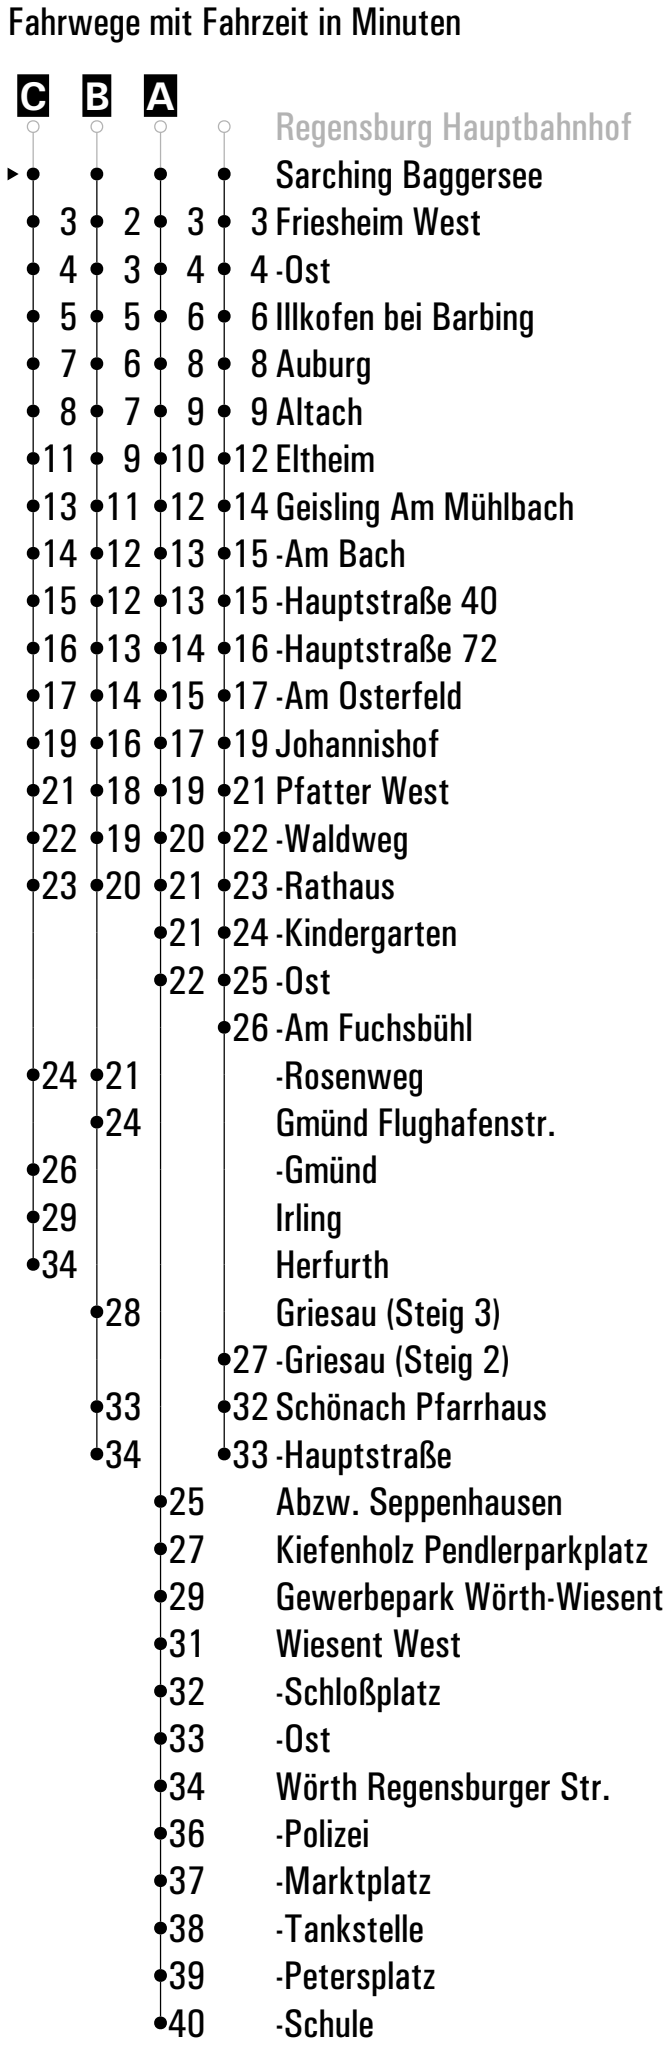 Fahrwege mit Fahrzeit in Minuten
C B A
Regensburg Hauptbahnhof
Sarching Baggersee
3 2 3 3 Friesheim West
4 3 4 4 -Ost
5 5 6 6 Illkofen bei Barbing
7 6 8 8 Auburg
8 7 9 9 Altach
11 9 10 12 Eltheim
13 11 12 14 Geisling Am Mühlbach
14 12 13 15 -Am Bach
15 12 13 15 -Hauptstraße 40
16 13 14 16 -Hauptstraße 72
17 14 15 17 -Am Osterfeld
19 16 17 19 Johannishof
21 18 19 21 Pfatter West
22 19 20 22 -Waldweg
23 20 21 23 -Rathaus
21 24 -Kindergarten
22 25 -Ost
26 -Am Fuchsbühl
24 21 -Rosenweg
24 Gmünd Flughafenstr.
26 -Gmünd
29 Irling
34 Herfurth
28 Griesau (Steig 3)
27 -Griesau (Steig 2)
33 32 Schönach Pfarrhaus
34 33 -Hauptstraße
25 Abzw. Seppenhausen
27 Kiefenholz Pendlerparkplatz
29 Gewerbepark Wörth-Wiesent
31 Wiesent West
32 -Schloßplatz
33 -Ost
34 Wörth Regensburger Str.
36 -Polizei
37 -Marktplatz
38 -Tankstelle
39 -Petersplatz
40 -Schule